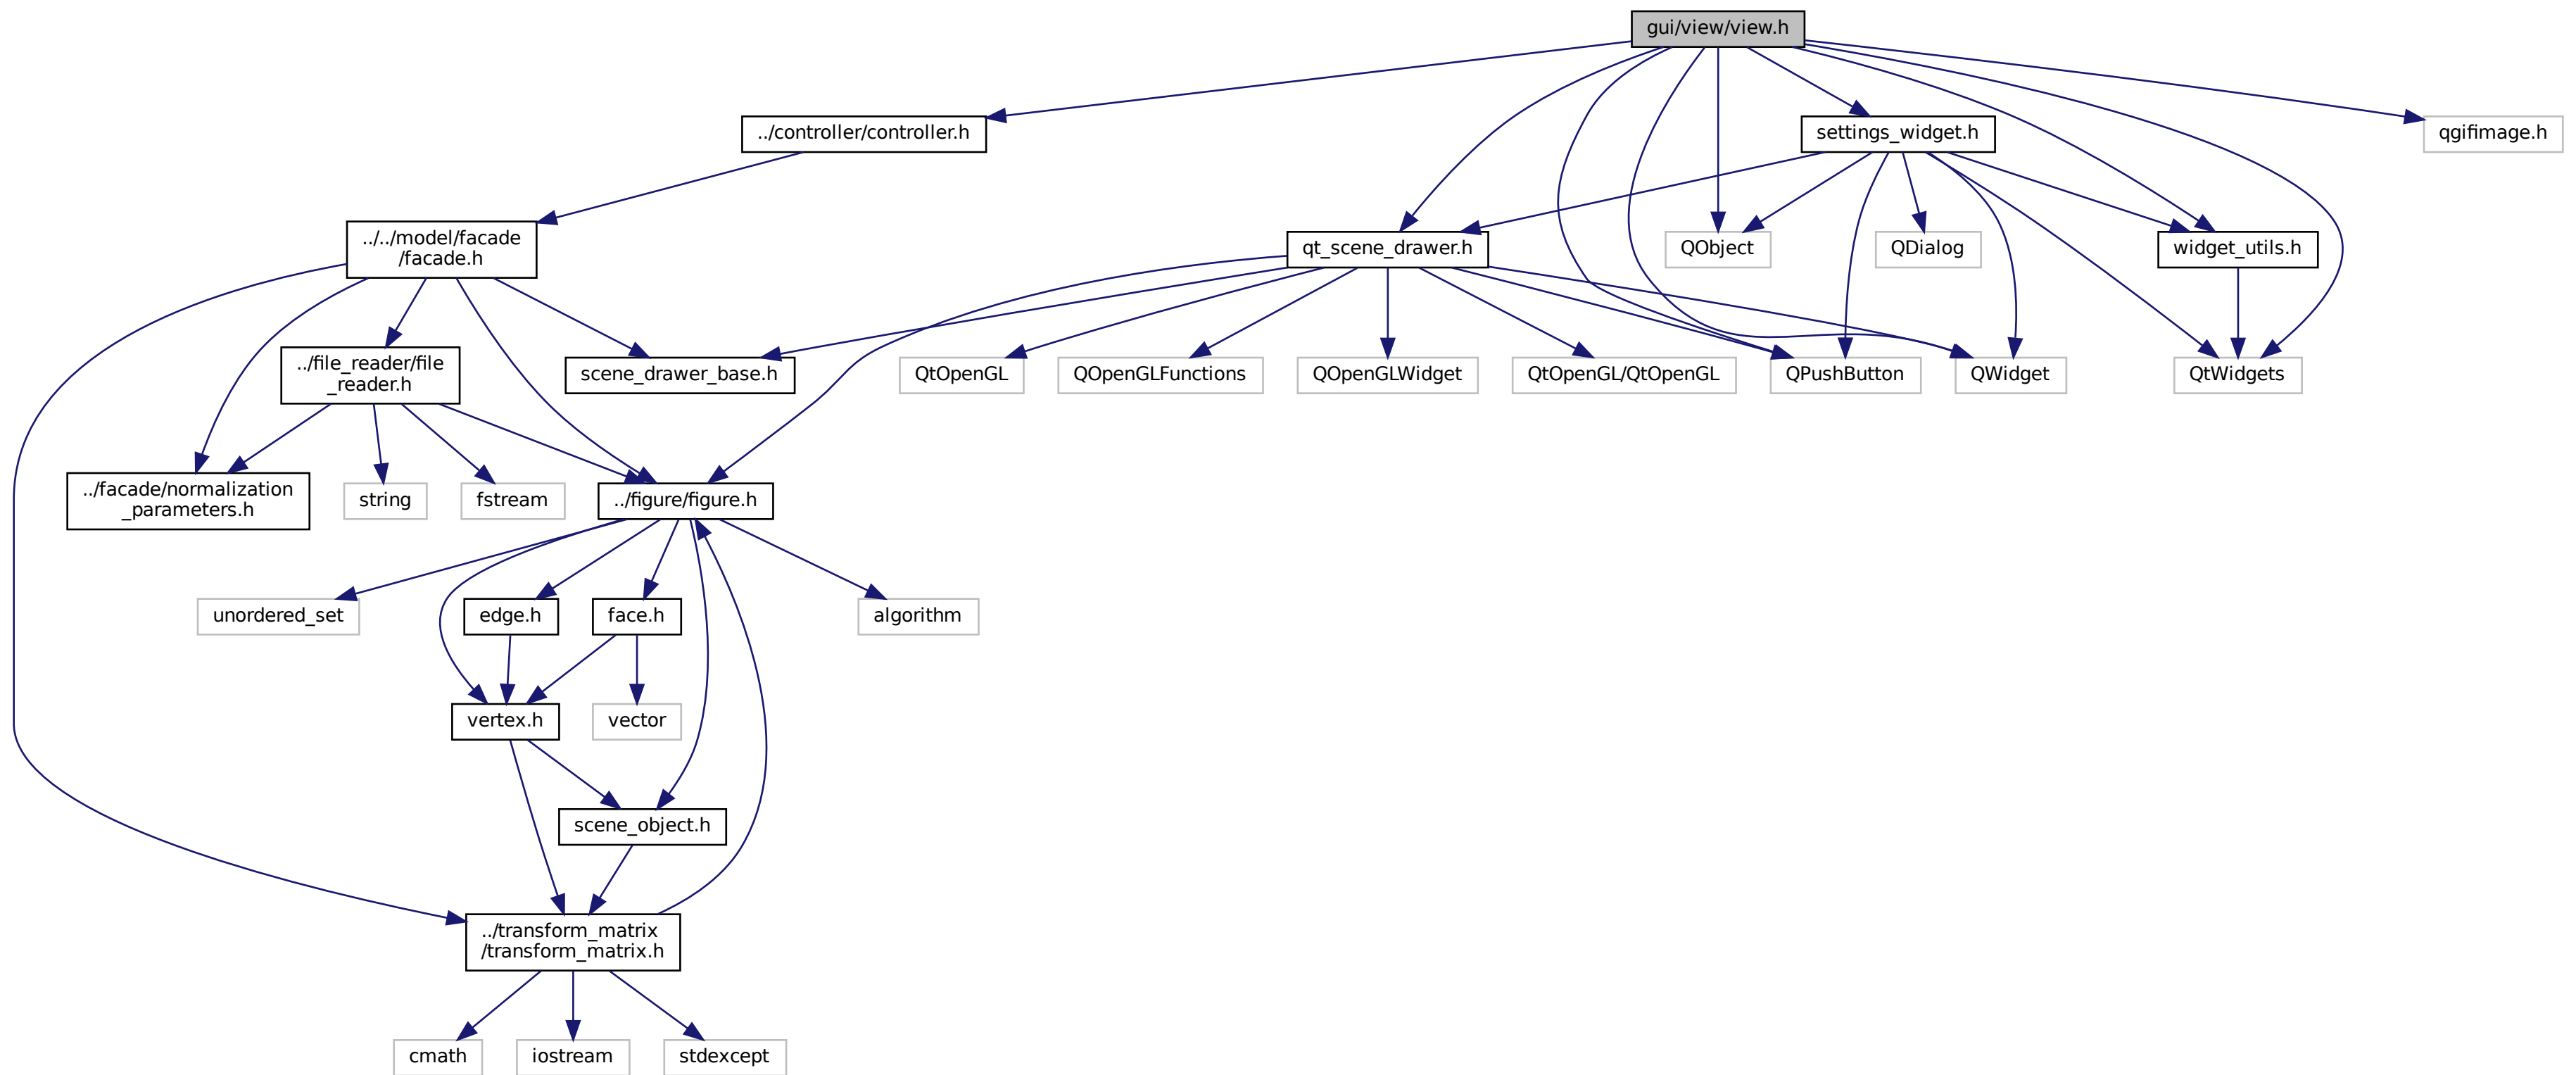 gui/view/view.h
../controller/controller.h
settings_widget.h
qgifimage.h
../../model/facade
/facade.h
qt_scene_drawer.h
QObject
QDialog
widget_utils.h
../file_reader/file
_reader.h
scene_drawer_base.h
QtOpenGL
QOpenGLFunctions
QOpenGLWidget
QtOpenGL/QtOpenGL
QPushButton
QWidget
QtWidgets
../facade/normalization
_parameters.h
string
fstream
../figure/figure.h
unordered_set
edge.h
face.h
algorithm
vertex.h
vector
scene_object.h
../transform_matrix
/transform_matrix.h
cmath
iostream
stdexcept